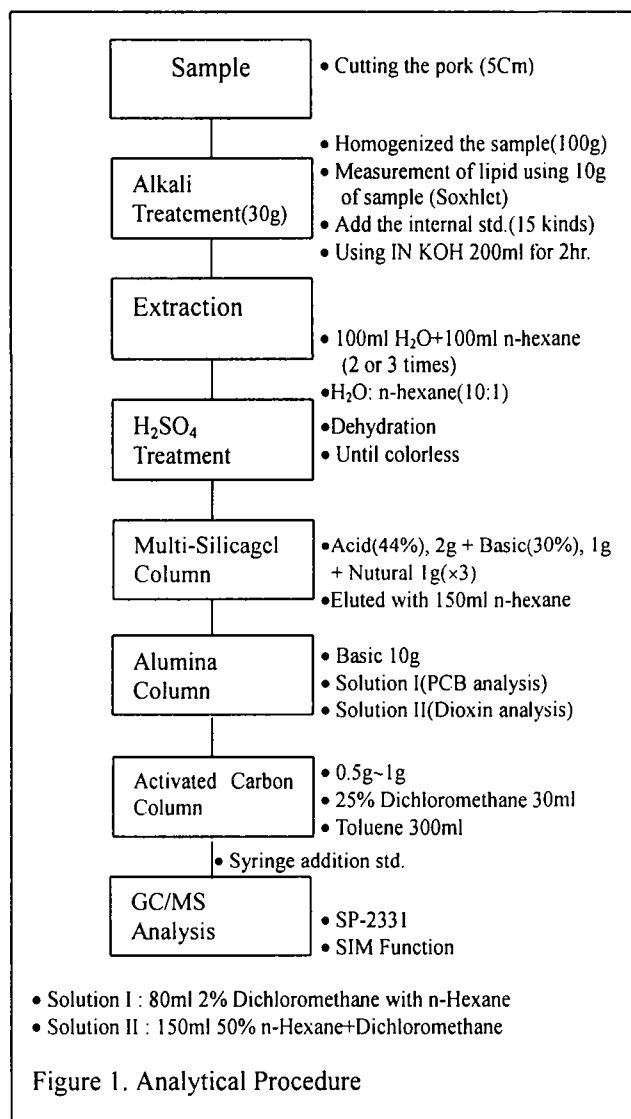 Sample
• Cutting the pork (5Cm)
• Homogenized the sample(100g)
• Measurement of lipid using 10g
of sample (Soxhlct)
• Add the internal std.(15 kinds)
• Using IN KOH 200ml for 2hr.
Alkali
Treatcment(30g)
Extraction
• 100ml H₂O+100ml n-hexane
(2 or 3 times)
•H₂O: n-hexane(10:1)
H₂SO₄
Treatment
•Dehydration
• Until colorless
Multi-Silicagel
Column
•Acid(44%), 2g + Basic(30%), 1g
+ Nutural 1g(×3)
•Eluted with 150ml n-hexane
Alumina
Column
• Basic 10g
• Solution I(PCB analysis)
• Solution II(Dioxin analysis)
Activated Carbon
Column
• 0.5g~1g
• 25% Dichloromethane 30ml
• Toluene 300ml
• Syringe addition std.
GC/MS
Analysis
• SP-2331
• SIM Function
• Solution I : 80ml 2% Dichloromethane with n-Hexane
• Solution II : 150ml 50% n-Hexane+Dichloromethane
Figure 1. Analytical Procedure